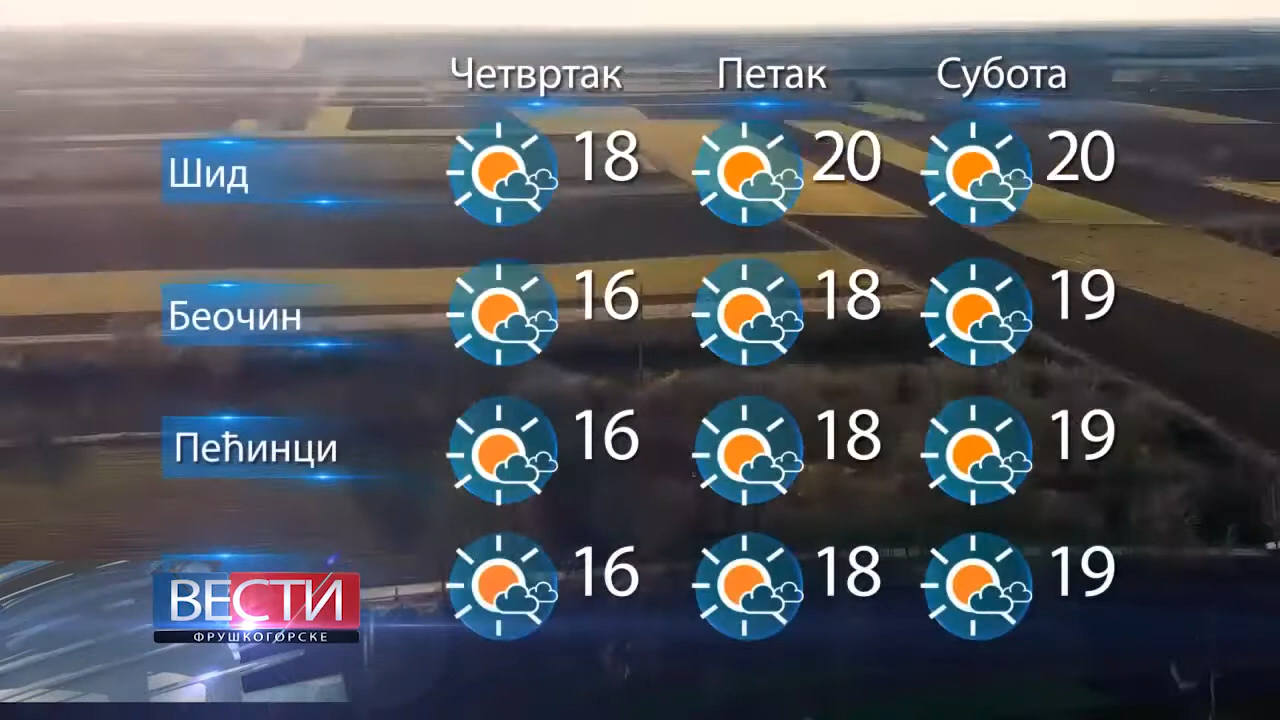 Четвртак Петак Субота
Шид 18 20 20
Беочин 16 18 19
Пећинци 16 18 19
16 18 19
ВЕСТИ
ФРУШКОГОРСКЕ